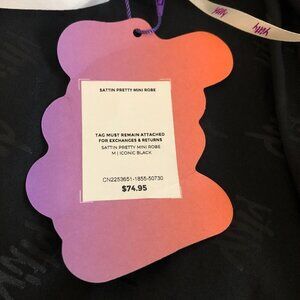 SATTIN PRETTY MINI ROBE
TAG MUST REMAIN ATTACHED
FOR EXCHANGES & RETURNS
SATTIN PRETTY MINI ROBE
M | ICONIC BLACK
CN2253651-1855-50730
$74.95